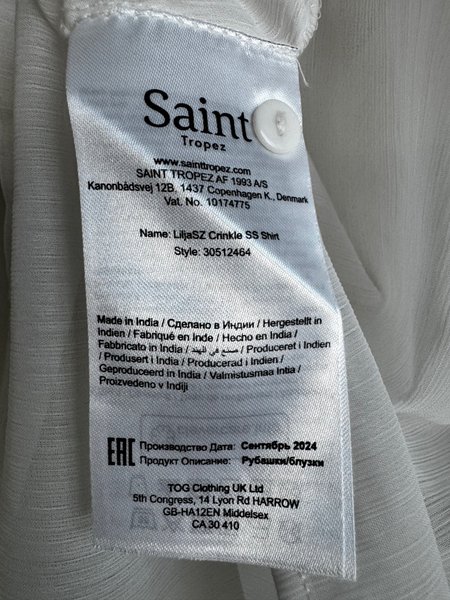 Saint
Tropez
www.sainttropez.com
SAINT TROPEZ AF 1993 A/S
Kanonbådsvej 12B. 1437 Copenhagen K., Denmark
Vat. No. 10174775
Name: LiljaSZ Crinkle SS Shirt
Style: 30512464
Made in India / Сделано в Индии / Hergestellt in
Indien / Fabriqué en Inde / Hecho en India /
Fabbricato in India / صنع في الهند / Produceret i Indien
/ Produsert i India / Producerad i Indien /
Geproduceerd in India / Valmistusmaa Intia /
Proizvedeno v Indiji
EAC Производство Дата: Сентябрь 2024
Продукт Описание: Рубашки/блузки
TOG Clothing UK Ltd
5th Congress, 14 Lyon Rd HARROW
GB-HA12EN Middelsex
CA 30 410